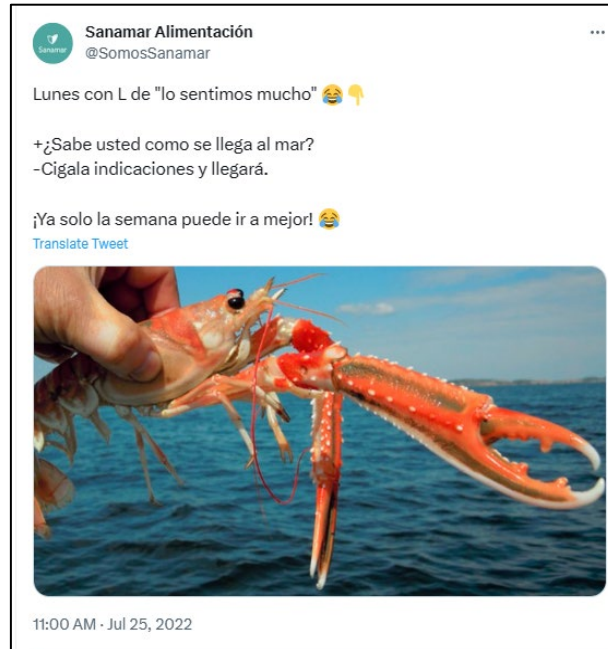 Sanamar
Sanamar Alimentación
@SomosSanamar
Lunes con L de "lo sentimos mucho" 😂👇
+¿Sabe usted como se llega al mar?
-Cigala indicaciones y llegará.
¡Ya solo la semana puede ir a mejor! 😂
Translate Tweet
11:00 AM · Jul 25, 2022